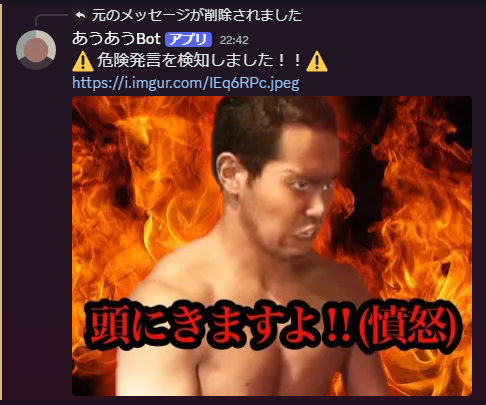 元のメッセージが削除されました
あうあうBot アプリ 22:42
⚠️危険発言を検知しました！！⚠️
https://i.imgur.com/IEq6RPc.jpeg
頭にきますよ!!(憤怒)